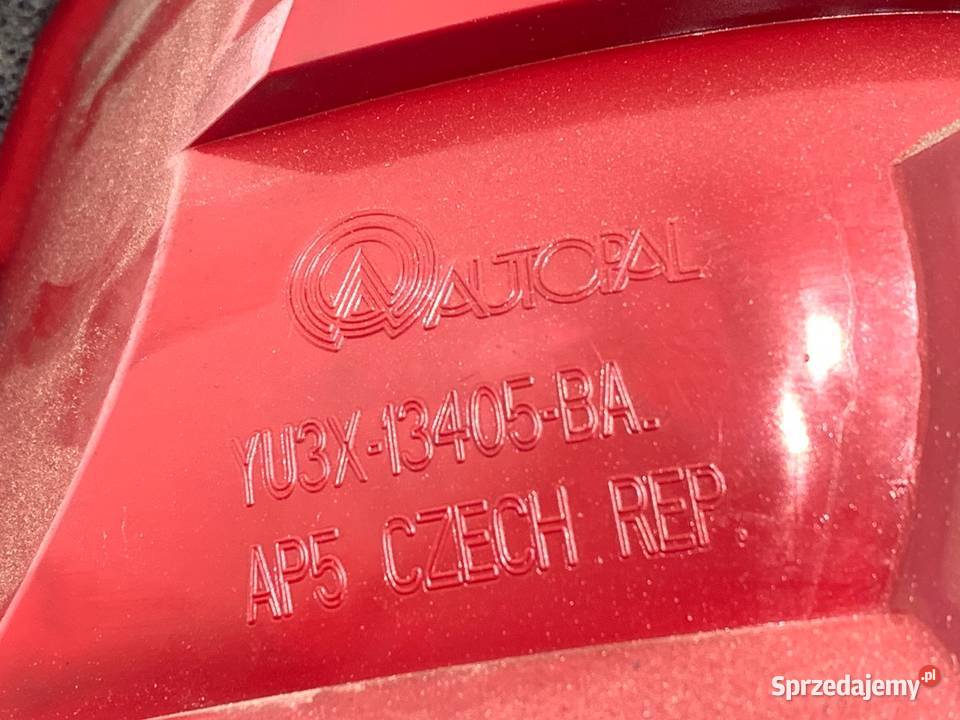 AUTOPAL
YU3X-13405-BA.
AP5 CZECH REP.
Sprzedajemy.pl